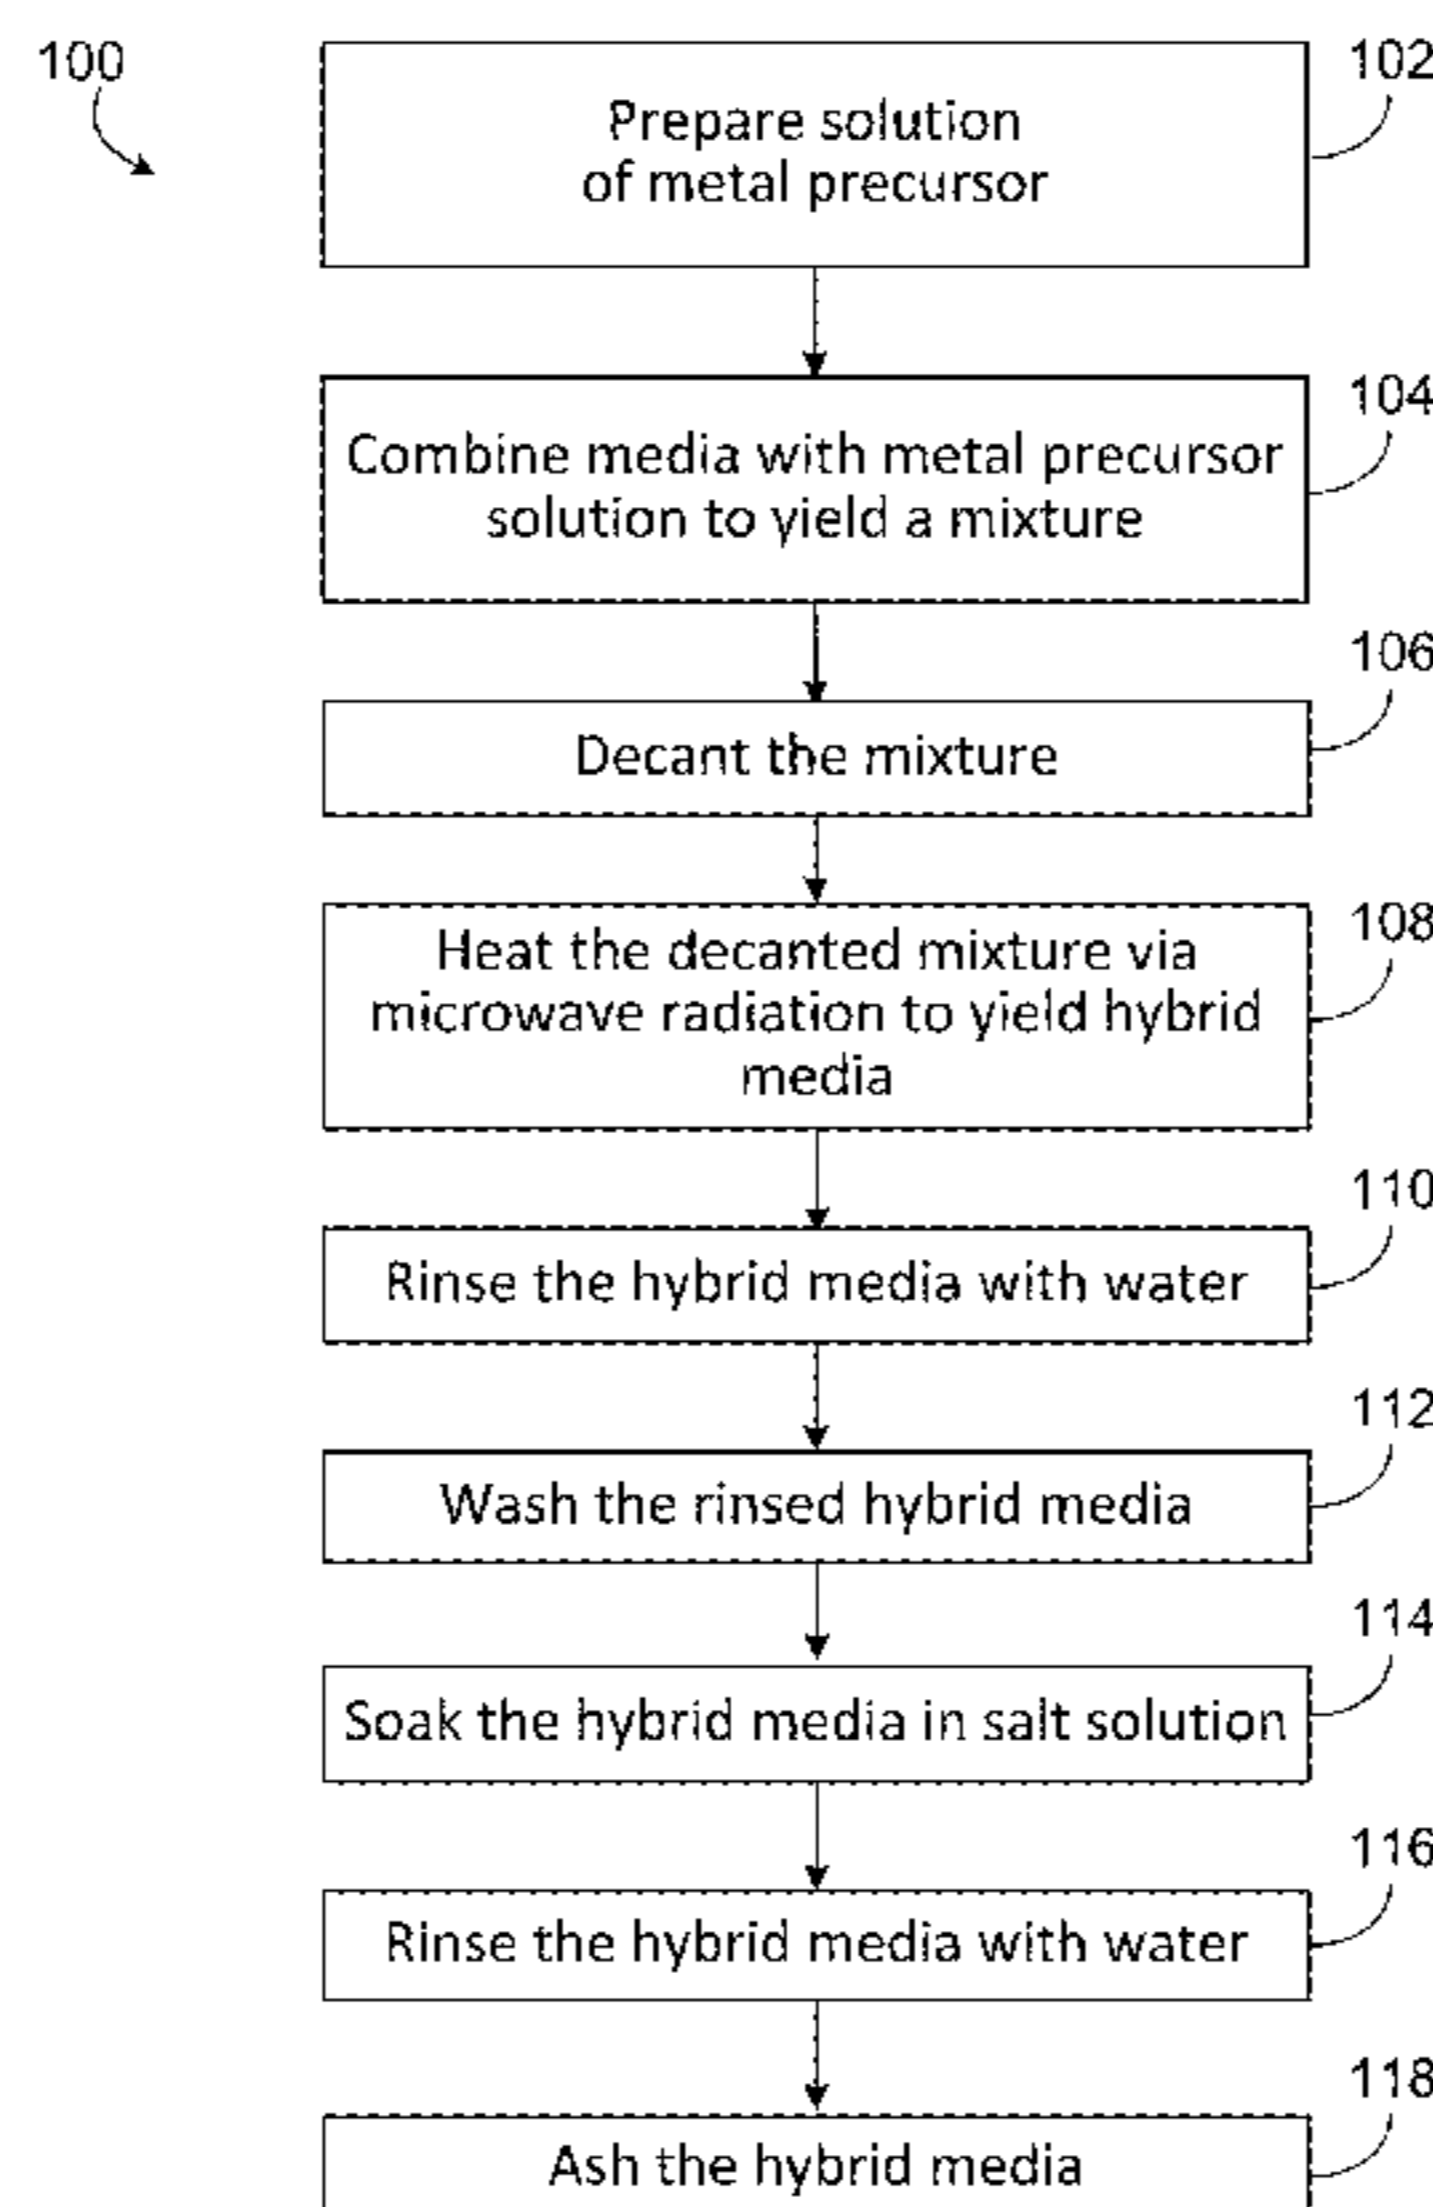 100
102
Prepare solution
of metal precursor
104
Combine media with metal precursor
solution to yield a mixture
106
Decant the mixture
108
Heat the decanted mixture via
microwave radiation to yield hybrid
media
110
Rinse the hybrid media with water
112
Wash the rinsed hybrid media
114
Soak the hybrid media in salt solution
116
Rinse the hybrid media with water
118
Ash the hybrid media